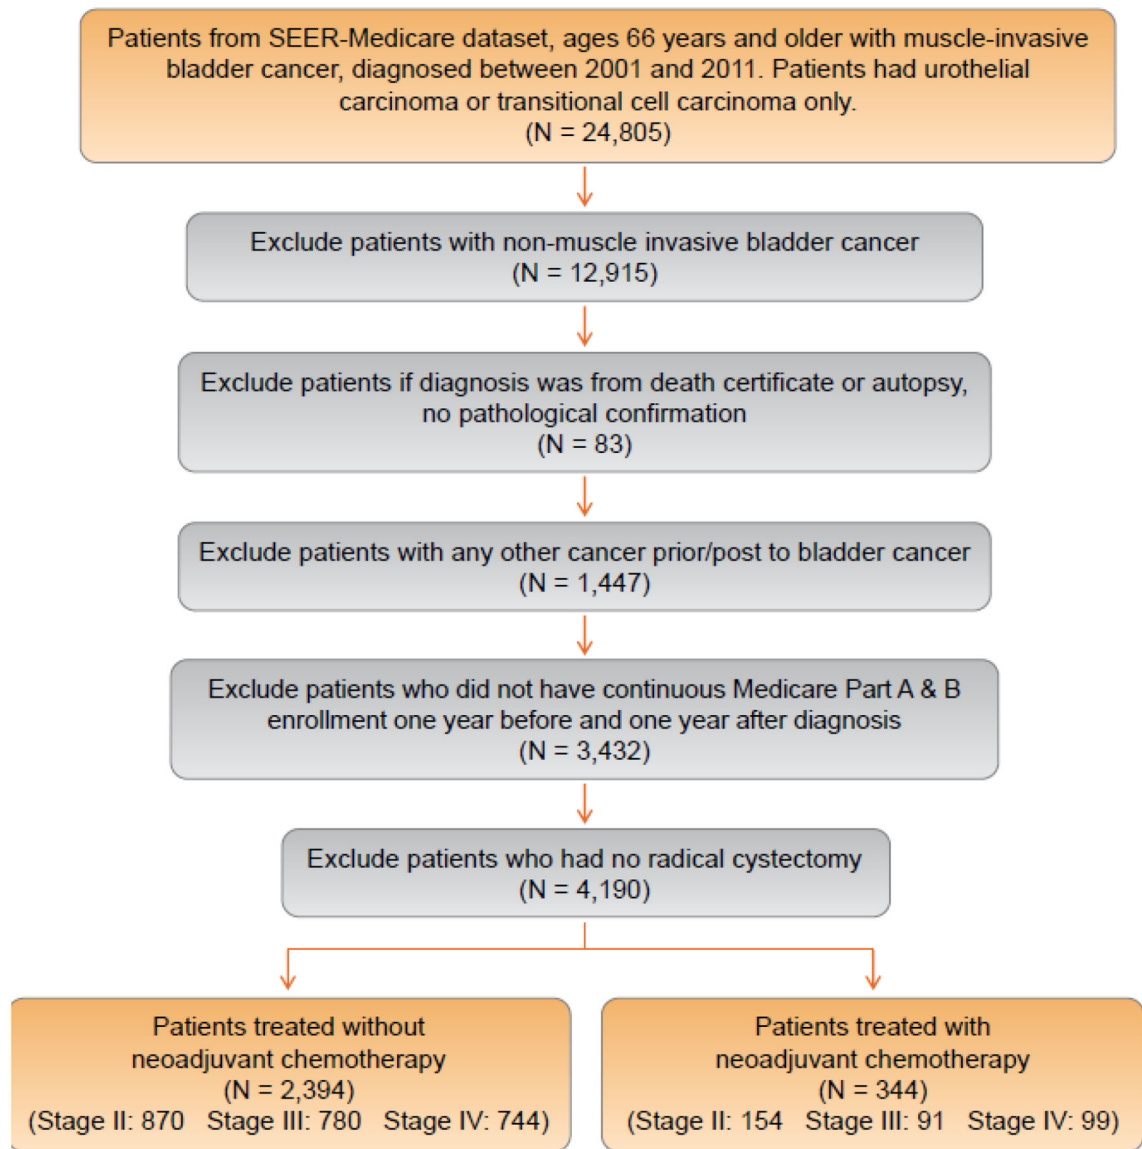 Patients from SEER-Medicare dataset, ages 66 years and older with muscle-invasive
bladder cancer, diagnosed between 2001 and 2011. Patients had urothelial
carcinoma or transitional cell carcinoma only.
(N = 24,805)
Exclude patients with non-muscle invasive bladder cancer
(N = 12,915)
Exclude patients if diagnosis was from death certificate or autopsy,
no pathological confirmation
(N = 83)
Exclude patients with any other cancer prior/post to bladder cancer
(N = 1,447)
Exclude patients who did not have continuous Medicare Part A & B
enrollment one year before and one year after diagnosis
(N = 3,432)
Exclude patients who had no radical cystectomy
(N = 4,190)
Patients treated without
neoadjuvant chemotherapy
(N = 2,394)
(Stage II: 870 Stage III: 780 Stage IV: 744)
Patients treated with
neoadjuvant chemotherapy
(N = 344)
(Stage II: 154 Stage III: 91 Stage IV: 99)